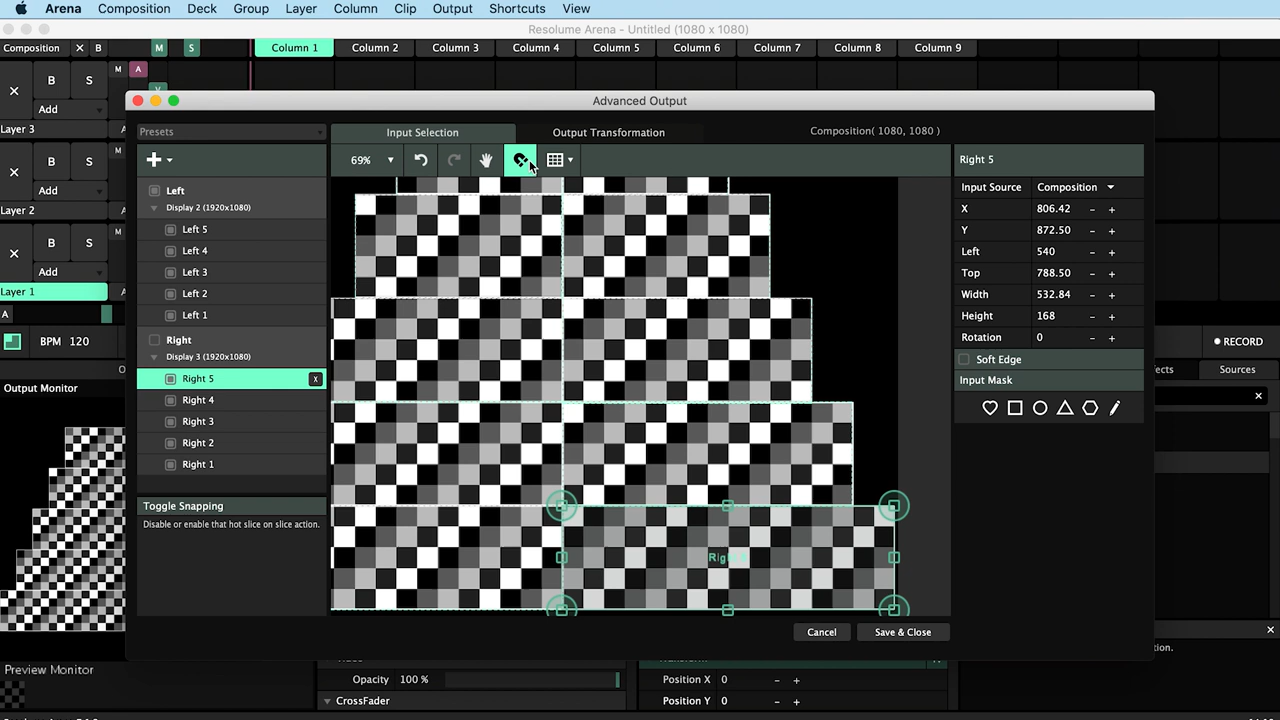 Arena Composition Deck Group Layer Column Clip Output Shortcuts View
Resolume Arena - Untitled (1080 x 1080)
Composition X B M S Column 1 Column 2 Column 3 Column 4 Column 5 Column 6 Column 7 Column 8 Column 9
M A
B S
V
Add
Layer 3
M
B S
Add
Layer 2
M
B S
Add
Layer 1
A
BPM 120
RECORD
Sources
Output Monitor
Preview Monitor
Advanced Output
Presets
Input Selection
Output Transformation
Composition( 1080, 1080 )
69%
Left
Display 2 (1920x1080)
Left 5
Left 4
Left 3
Left 2
Left 1
Right
Display 3 (1920x1080)
Right 5 X
Right 4
Right 3
Right 2
Right 1
Toggle Snapping
Disable or enable that hot slice on slice action.
Right 5
Input Source Composition
X 806.42 - +
Y 872.50 - +
Left 540 - +
Top 788.50 - +
Width 532.84 - +
Height 168 - +
Rotation 0 - +
Soft Edge
Input Mask
Cancel
Save & Close
Opacity 100 %
CrossFader
Position X 0 - +
Position Y 0 - +